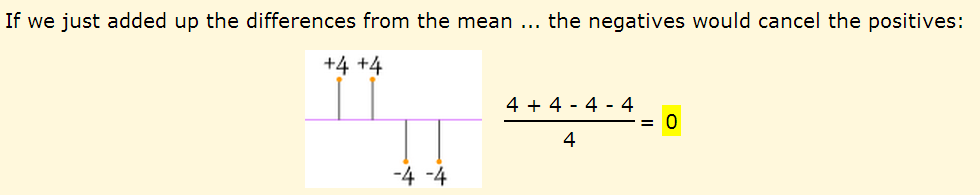 If we just added up the differences from the mean ... the negatives would cancel the positives:
+4 +4
-4 -4
4 + 4 - 4 - 4
4
= 0